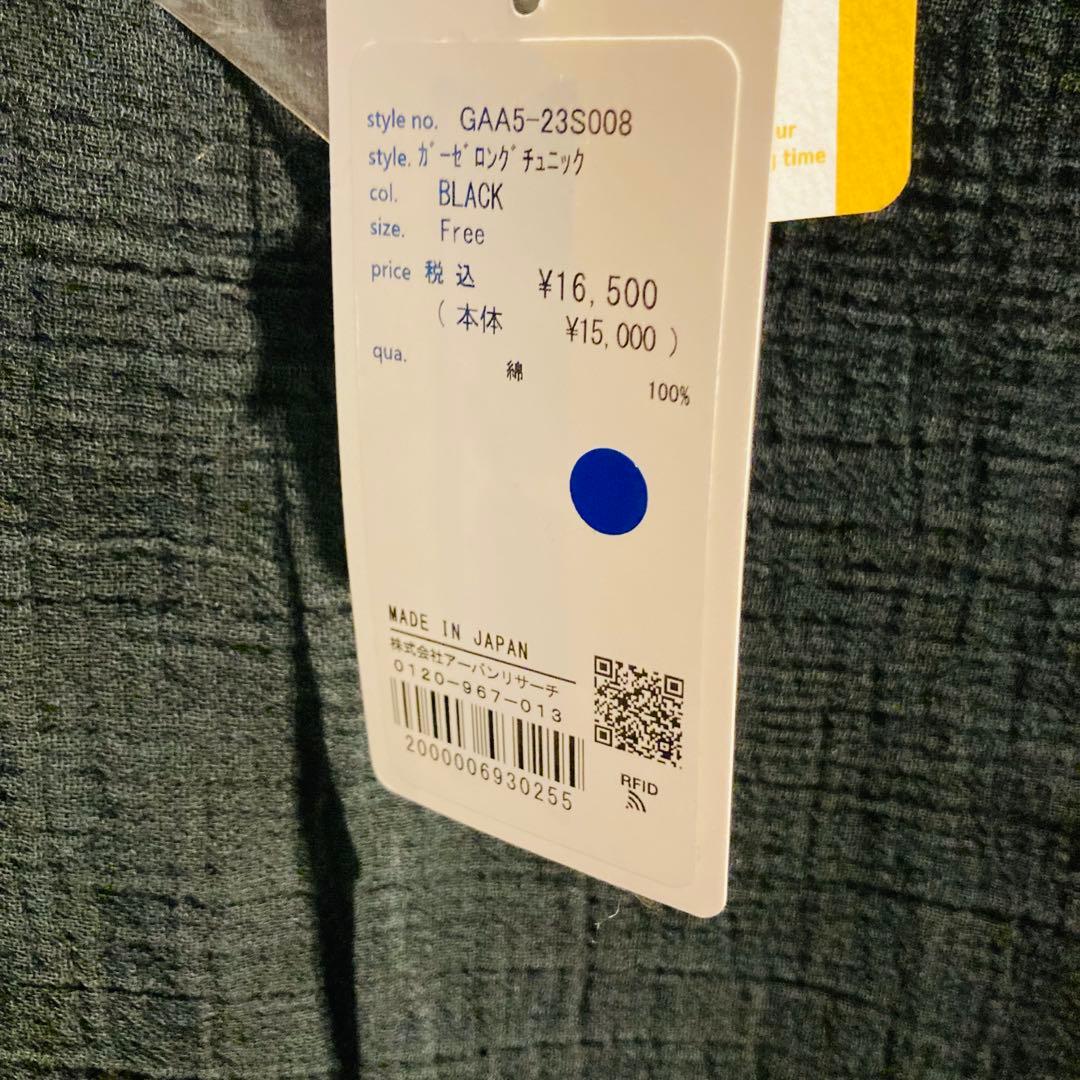 style no. GAA5-23S008
style. ガーゼロングチュニック
col. BLACK
size. Free
price 税込 ¥16,500
(本体 ¥15,000)
qua.
綿 100%
MADE IN JAPAN
株式会社アーバンリサーチ
0120-967-013
2000006930255
RFID
ur
time